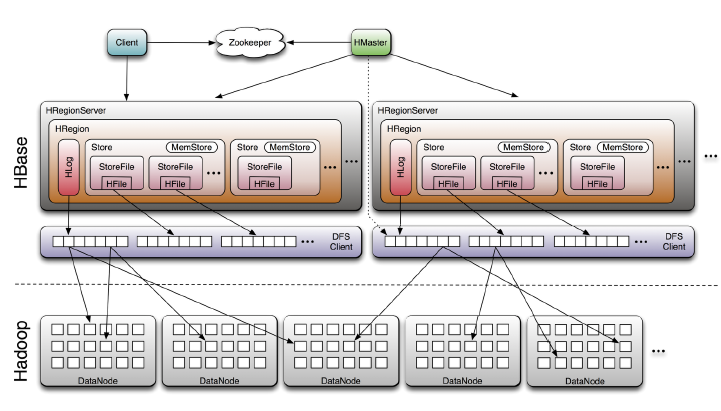 Client
Zookeeper
HMaster
HBase
HRegionServer
HRegion
HLog
Store
MemStore
StoreFile
HFile
StoreFile
HFile
...
Store
MemStore
StoreFile
HFile
...
...
HRegionServer
HRegion
HLog
Store
MemStore
StoreFile
HFile
StoreFile
HFile
...
Store
MemStore
StoreFile
HFile
...
...
...
...
DFS
Client
...
DFS
Client
Hadoop
DataNode
DataNode
DataNode
DataNode
DataNode
...